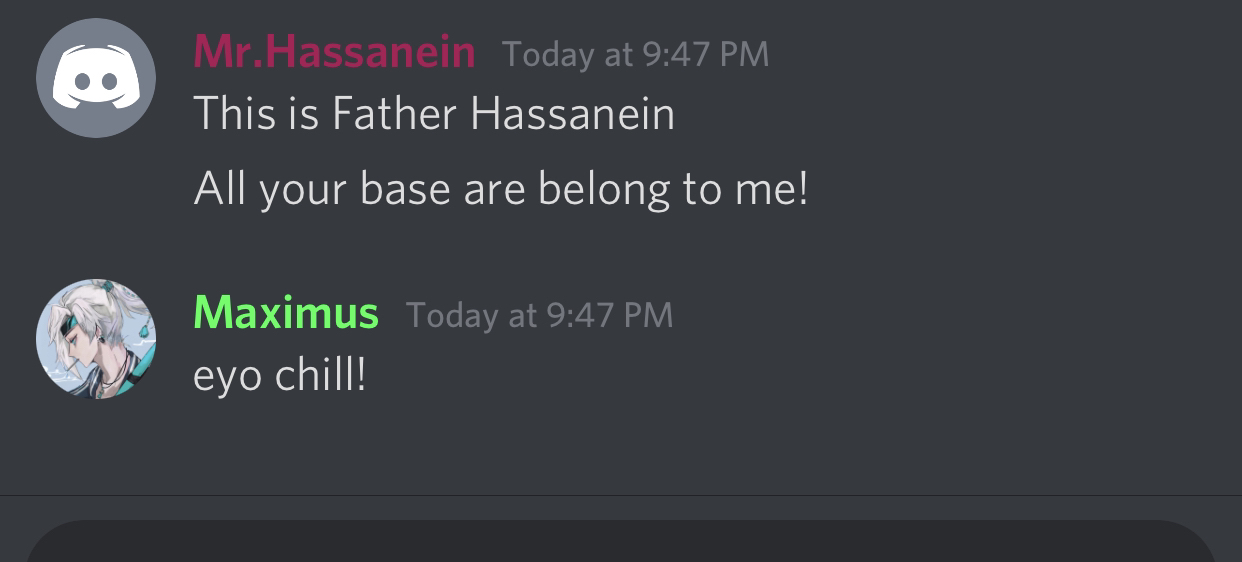 Mr.Hassanein Today at 9:47 PM
This is Father Hassanein
All your base are belong to me!
Maximus Today at 9:47 PM
eyo chill!